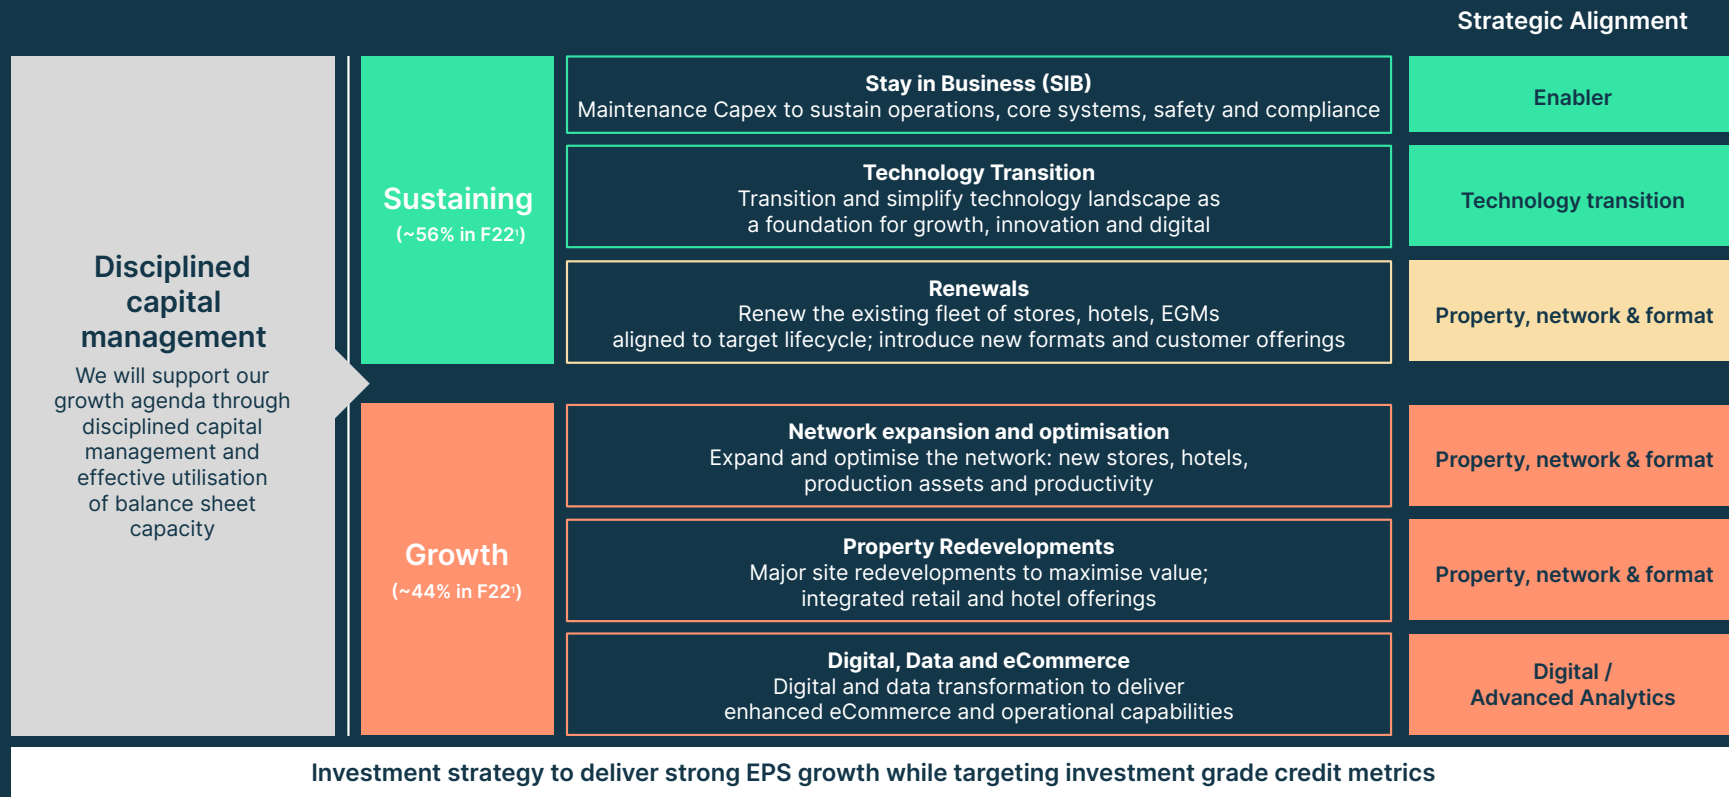 Strategic Alignment
Disciplined
capital
management
We will support our
growth agenda through
disciplined capital
management and
effective utilisation
of balance sheet
capacity
Sustaining
(~56% in F22¹)
Stay in Business (SIB)
Maintenance Capex to sustain operations, core systems, safety and compliance
Enabler
Technology Transition
Transition and simplify technology landscape as
a foundation for growth, innovation and digital
Technology transition
Renewals
Renew the existing fleet of stores, hotels, EGMs
aligned to target lifecycle; introduce new formats and customer offerings
Property, network & format
Growth
(~44% in F22¹)
Network expansion and optimisation
Expand and optimise the network: new stores, hotels,
production assets and productivity
Property, network & format
Property Redevelopments
Major site redevelopments to maximise value;
integrated retail and hotel offerings
Property, network & format
Digital, Data and eCommerce
Digital and data transformation to deliver
enhanced eCommerce and operational capabilities
Digital /
Advanced Analytics
Investment strategy to deliver strong EPS growth while targeting investment grade credit metrics